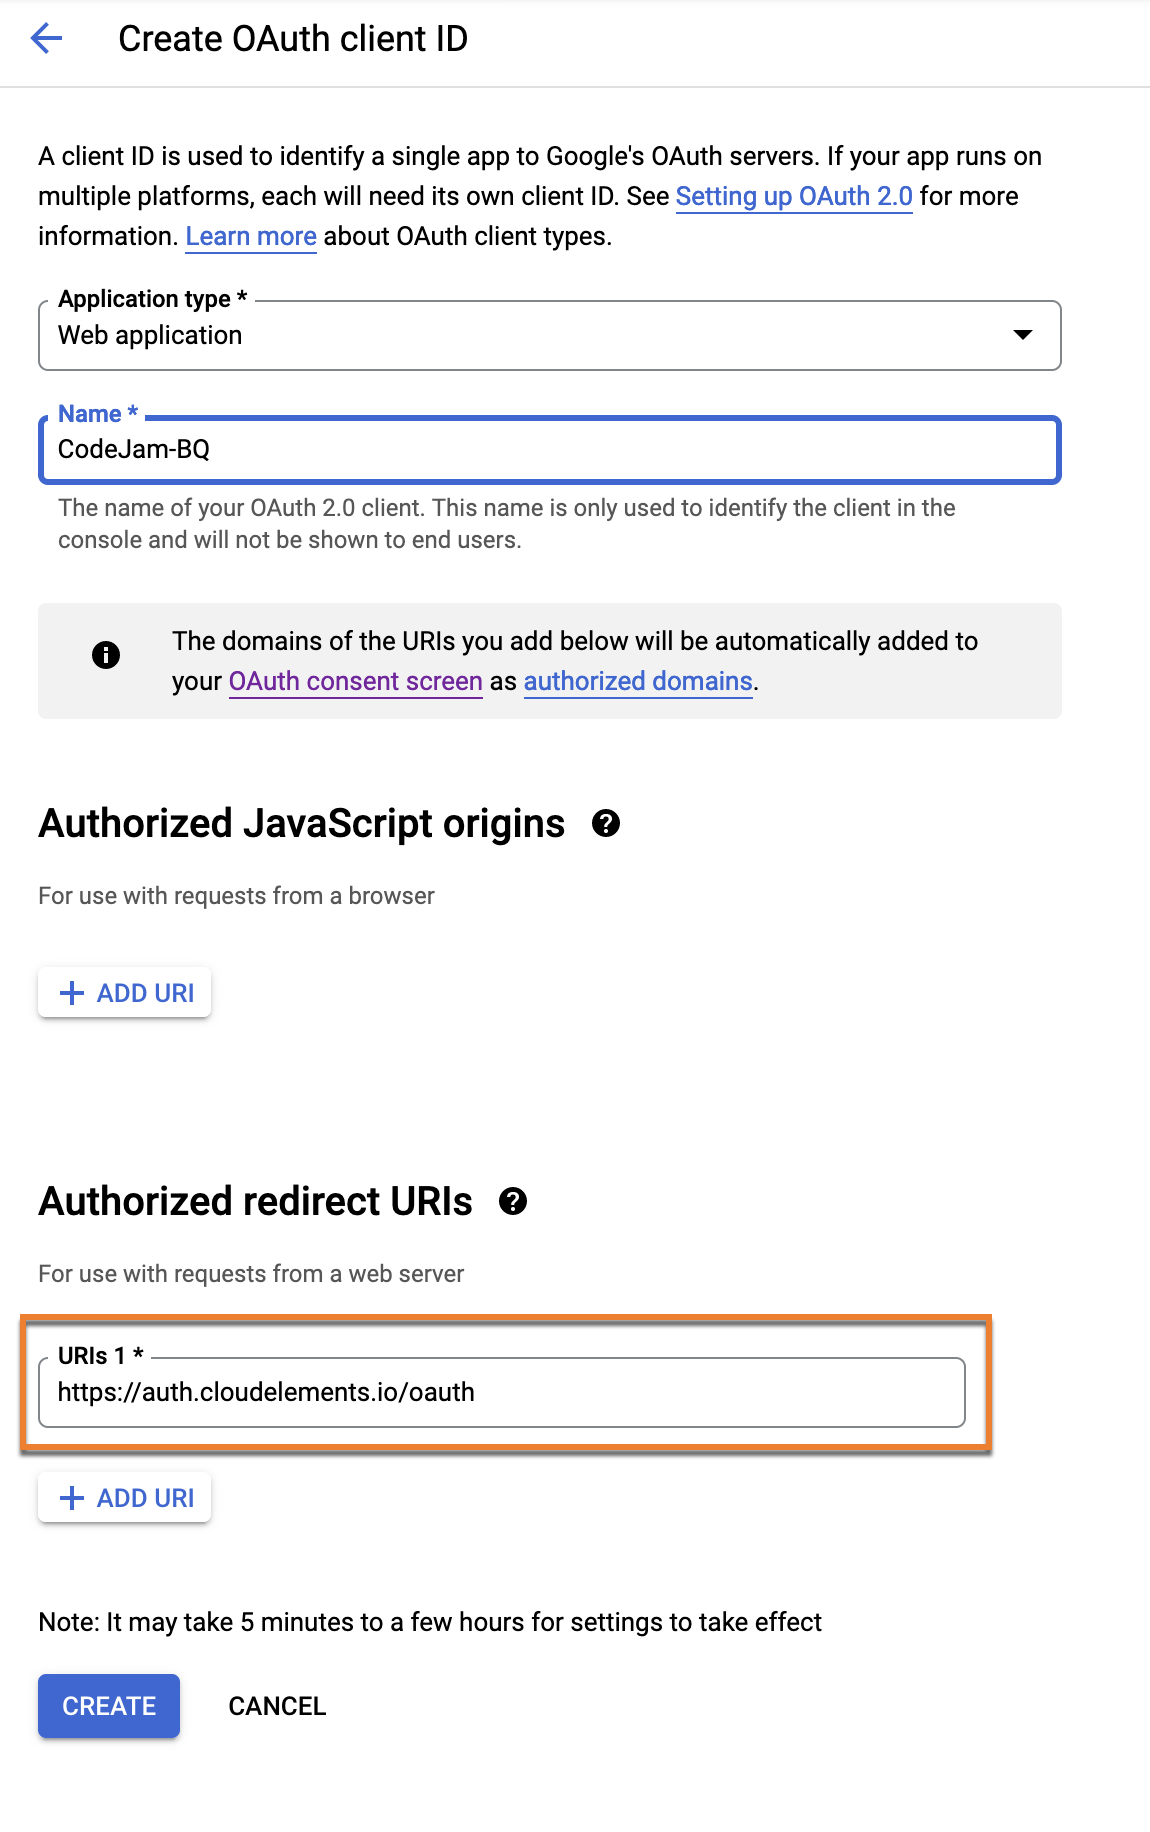 Create OAuth client ID
A client ID is used to identify a single app to Google's OAuth servers. If your app runs on
multiple platforms, each will need its own client ID. See Setting up OAuth 2.0 for more
information. Learn more about OAuth client types.
Application type *
Web application
Name *
CodeJam-BQ
The name of your OAuth 2.0 client. This name is only used to identify the client in the
console and will not be shown to end users.
The domains of the URIs you add below will be automatically added to
your OAuth consent screen as authorized domains.
Authorized JavaScript origins
For use with requests from a browser
ADD URI
Authorized redirect URIs
For use with requests from a web server
URIs 1 *
https://auth.cloudelements.io/oauth
ADD URI
Note: It may take 5 minutes to a few hours for settings to take effect
CREATE CANCEL